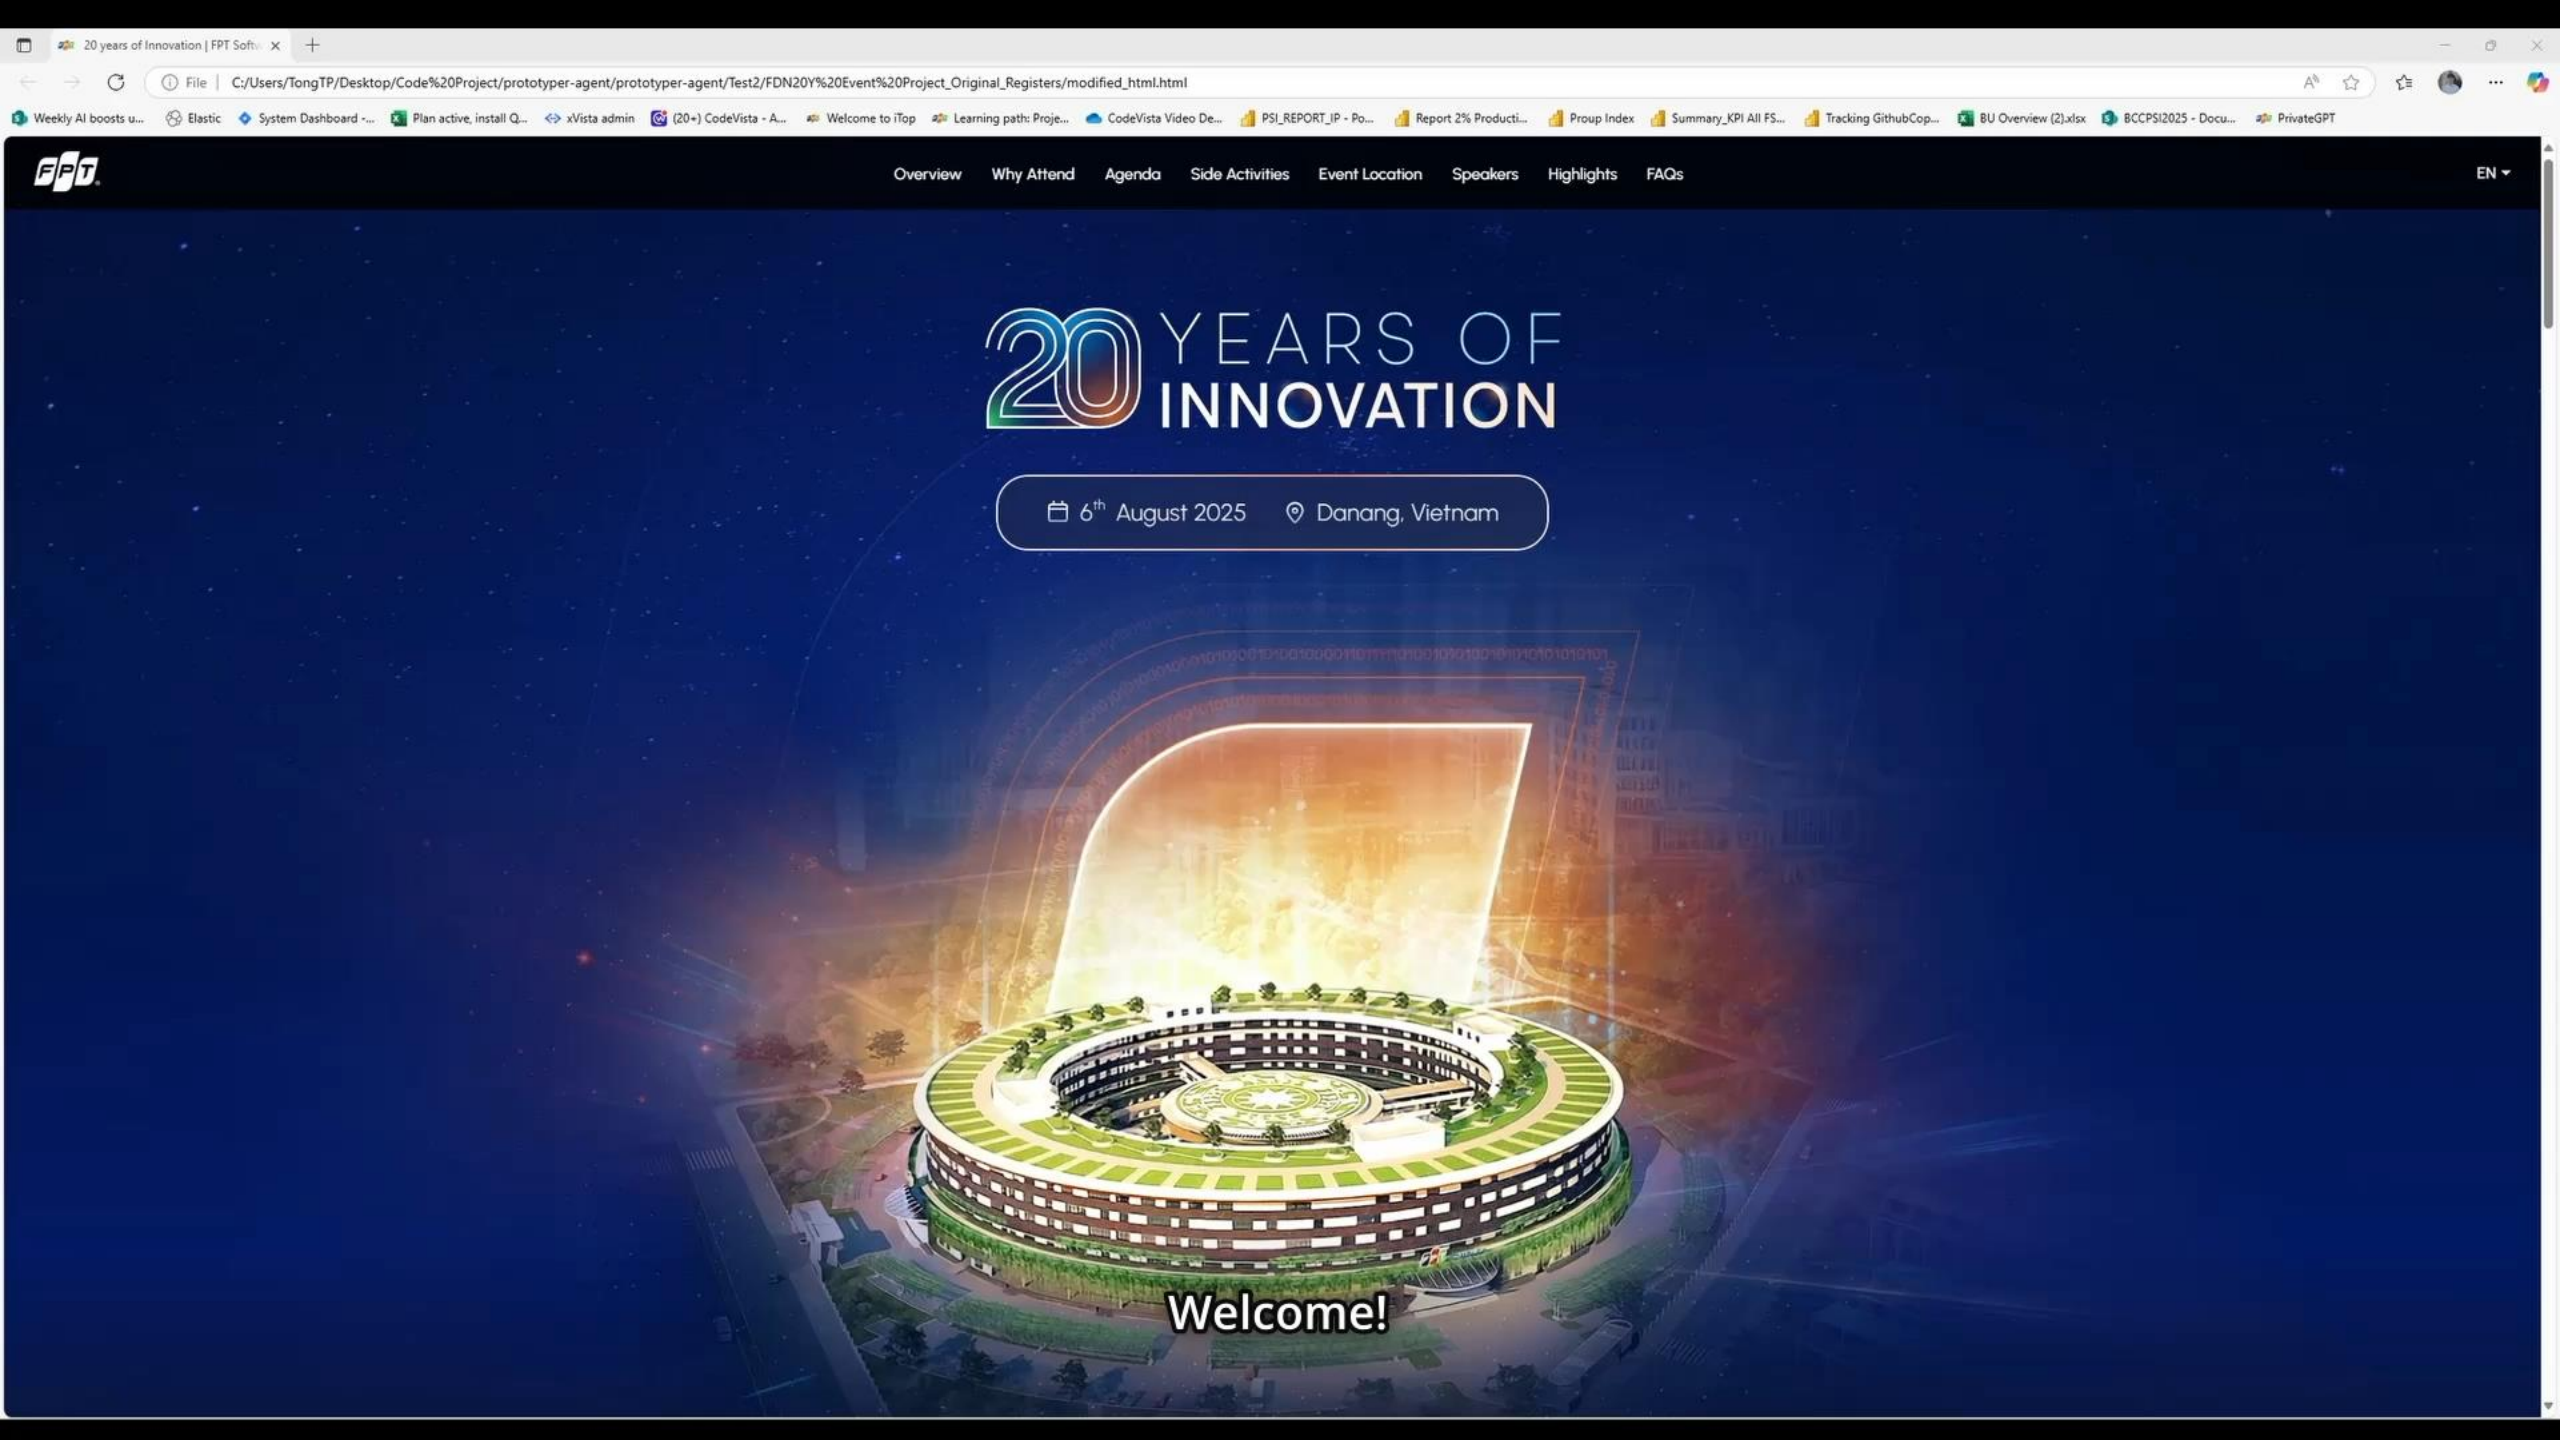 20 years of Innovation | FPT Softw
File
C:/Users/TongTP/Desktop/Code%20Project/prototyper-agent/prototyper-agent/Test2/FDN20Y%20Event%20Project_Original_Registers/modified_html.html
Weekly AI boosts u... Elastic System Dashboard -... Plan active, install Q... xVista admin (20+) CodeVista - A... Welcome to iTop Learning path: Proje... CodeVista Video De... PSI_REPORT_IP - Po... Report 2% Producti... Proup Index Summary_KPI All FS... Tracking GithubCop... BU Overview (2).xlsx BCCPSI2025 - Docu... PrivateGPT
FPT
Overview Why Attend Agenda Side Activities Event Location Speakers Highlights FAQs EN
20 YEARS OF
INNOVATION
6th August 2025 Danang, Vietnam
Welcome!